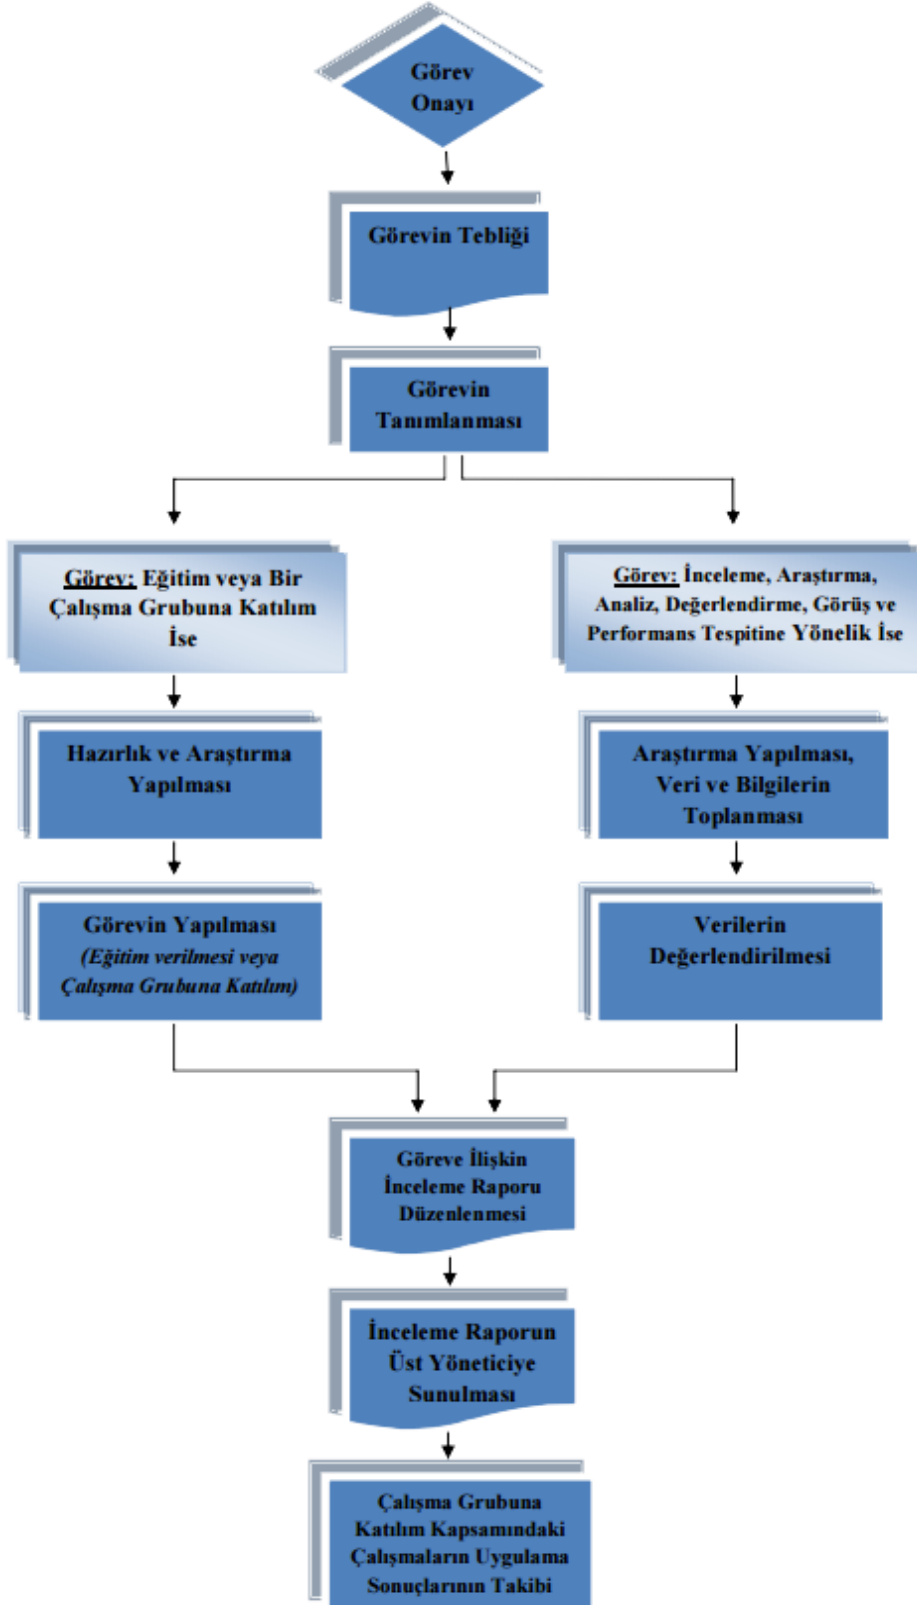 Görev
Onayı
Görevin Tebliği
Görevin
Tanımlanması
Görev: Eğitim veya Bir
Çalışma Grubuna Katılım
İse
Görev: İnceleme, Araştırma,
Analiz, Değerlendirme, Görüş ve
Performans Tespitine Yönelik İse
Hazırlık ve Araştırma
Yapılması
Araştırma Yapılması,
Veri ve Bilgilerin
Toplanması
Görevin Yapılması
(Eğitim verilmesi veya
Çalışma Grubuna Katılım)
Verilerin
Değerlendirilmesi
Göreve İlişkin
İnceleme Raporu
Düzenlenmesi
İnceleme Raporun
Üst Yöneticiye
Sunulması
Çalışma Grubuna
Katılım Kapsamındaki
Çalışmaların Uygulama
Sonuçlarının Takibi